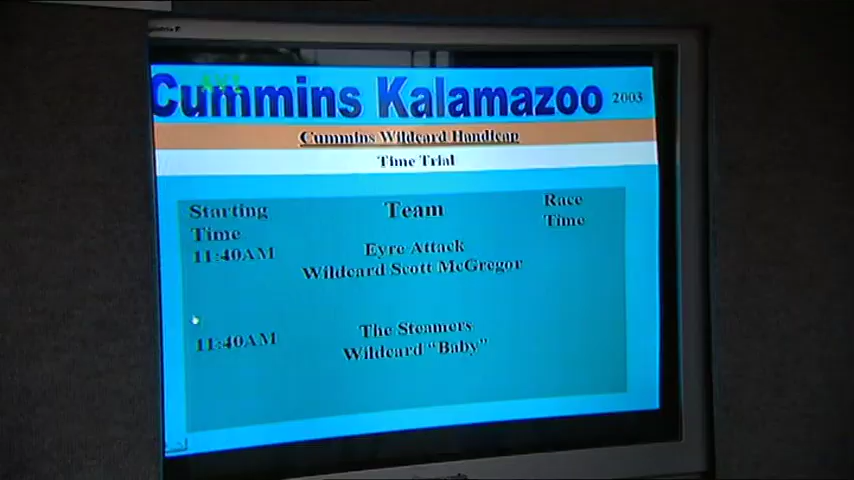 Cummins Kalamazoo 2003
Cummins Wildcard Handicap
Time Trial
Starting Time
Team
Race Time
11:40AM
Eyre Attack
Wildcard Scott McGregor
11:40AM
The Steamers
Wildcard "Baby"